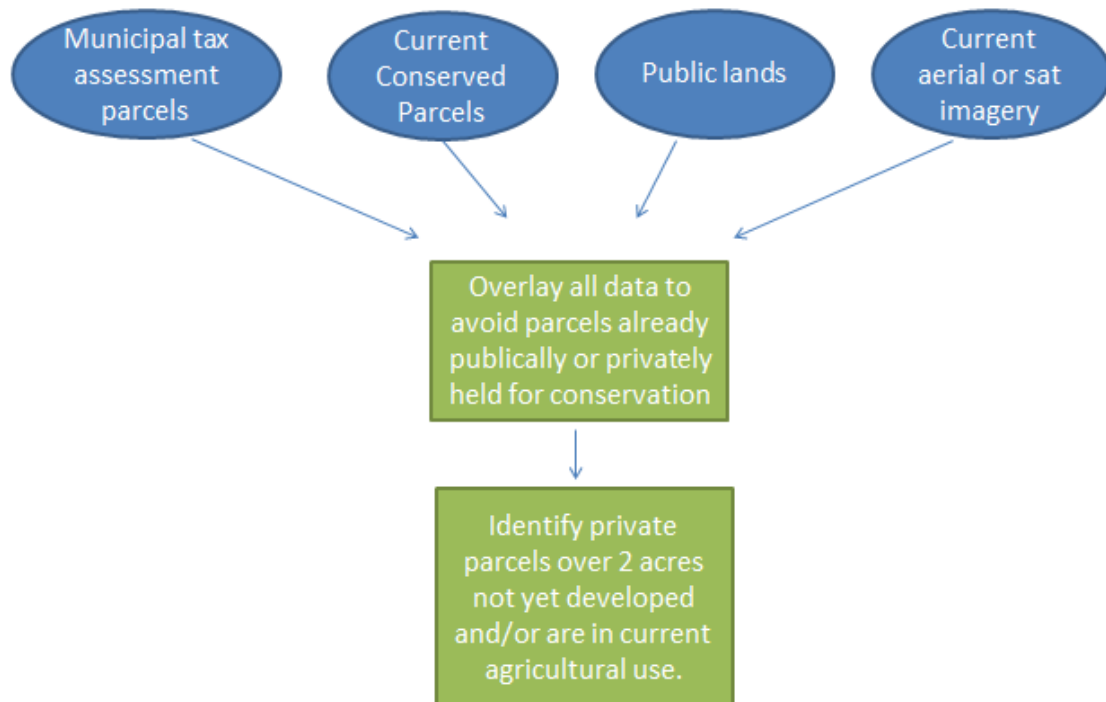 Municipal tax
assessment
parcels
Current
Conserved
Parcels
Public lands
Current
aerial or sat
imagery
Overlay all data to
avoid parcels already
publically or privately
held for conservation
Identify private
parcels over 2 acres
not yet developed
and/or are in current
agricultural use.